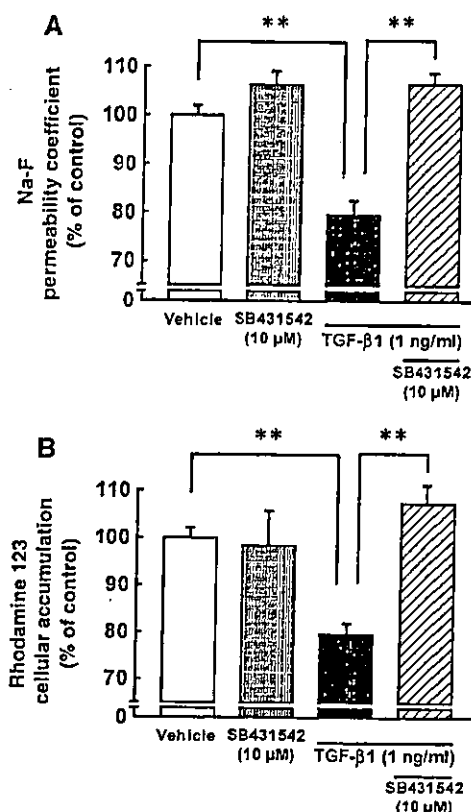 A
** **
Na-F
permeability coefficient
(% of control)
110
100
90
80
70
0
Vehicle SB431542
(10 µM)
TGF-β1 (1 ng/ml)
SB431542
(10 µM)
B
** **
Rhodamine 123
cellular accumulation
(% of control)
110
100
90
80
70
0
Vehicle SB431542
(10 µM)
TGF-β1 (1 ng/ml)
SB431542
(10 µM)